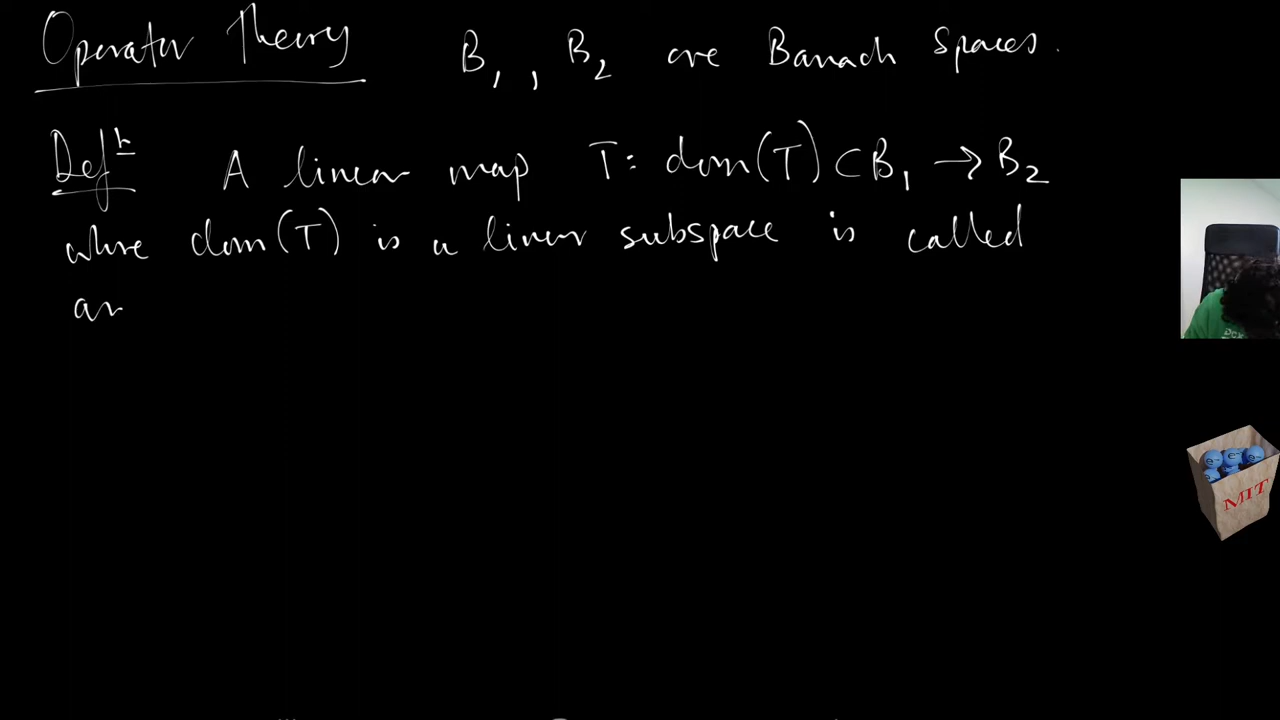 Operator Theory B₁, B₂ are Banach spaces.
Defⁿ A linear map T: dom(T) ⊂ B₁ → B₂
where dom(T) is a linear subspace is called
an
e⁻ e⁻ e⁻
MIT